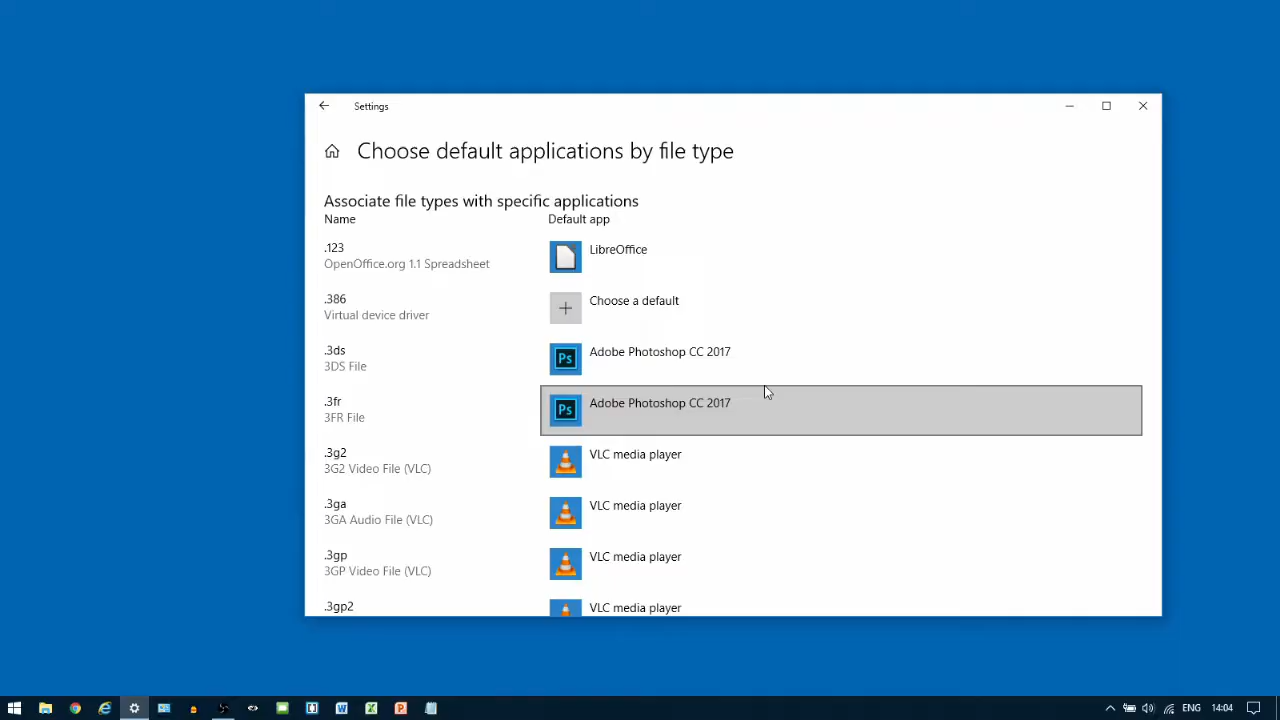 Settings
Choose default applications by file type
Associate file types with specific applications
Name Default app
.123
OpenOffice.org 1.1 Spreadsheet
LibreOffice
.386
Virtual device driver
Choose a default
.3ds
3DS File
Ps
Adobe Photoshop CC 2017
.3fr
3FR File
Ps
Adobe Photoshop CC 2017
.3g2
3G2 Video File (VLC)
VLC media player
.3ga
3GA Audio File (VLC)
VLC media player
.3gp
3GP Video File (VLC)
VLC media player
.3gp2
VLC media player
ENG 14:04